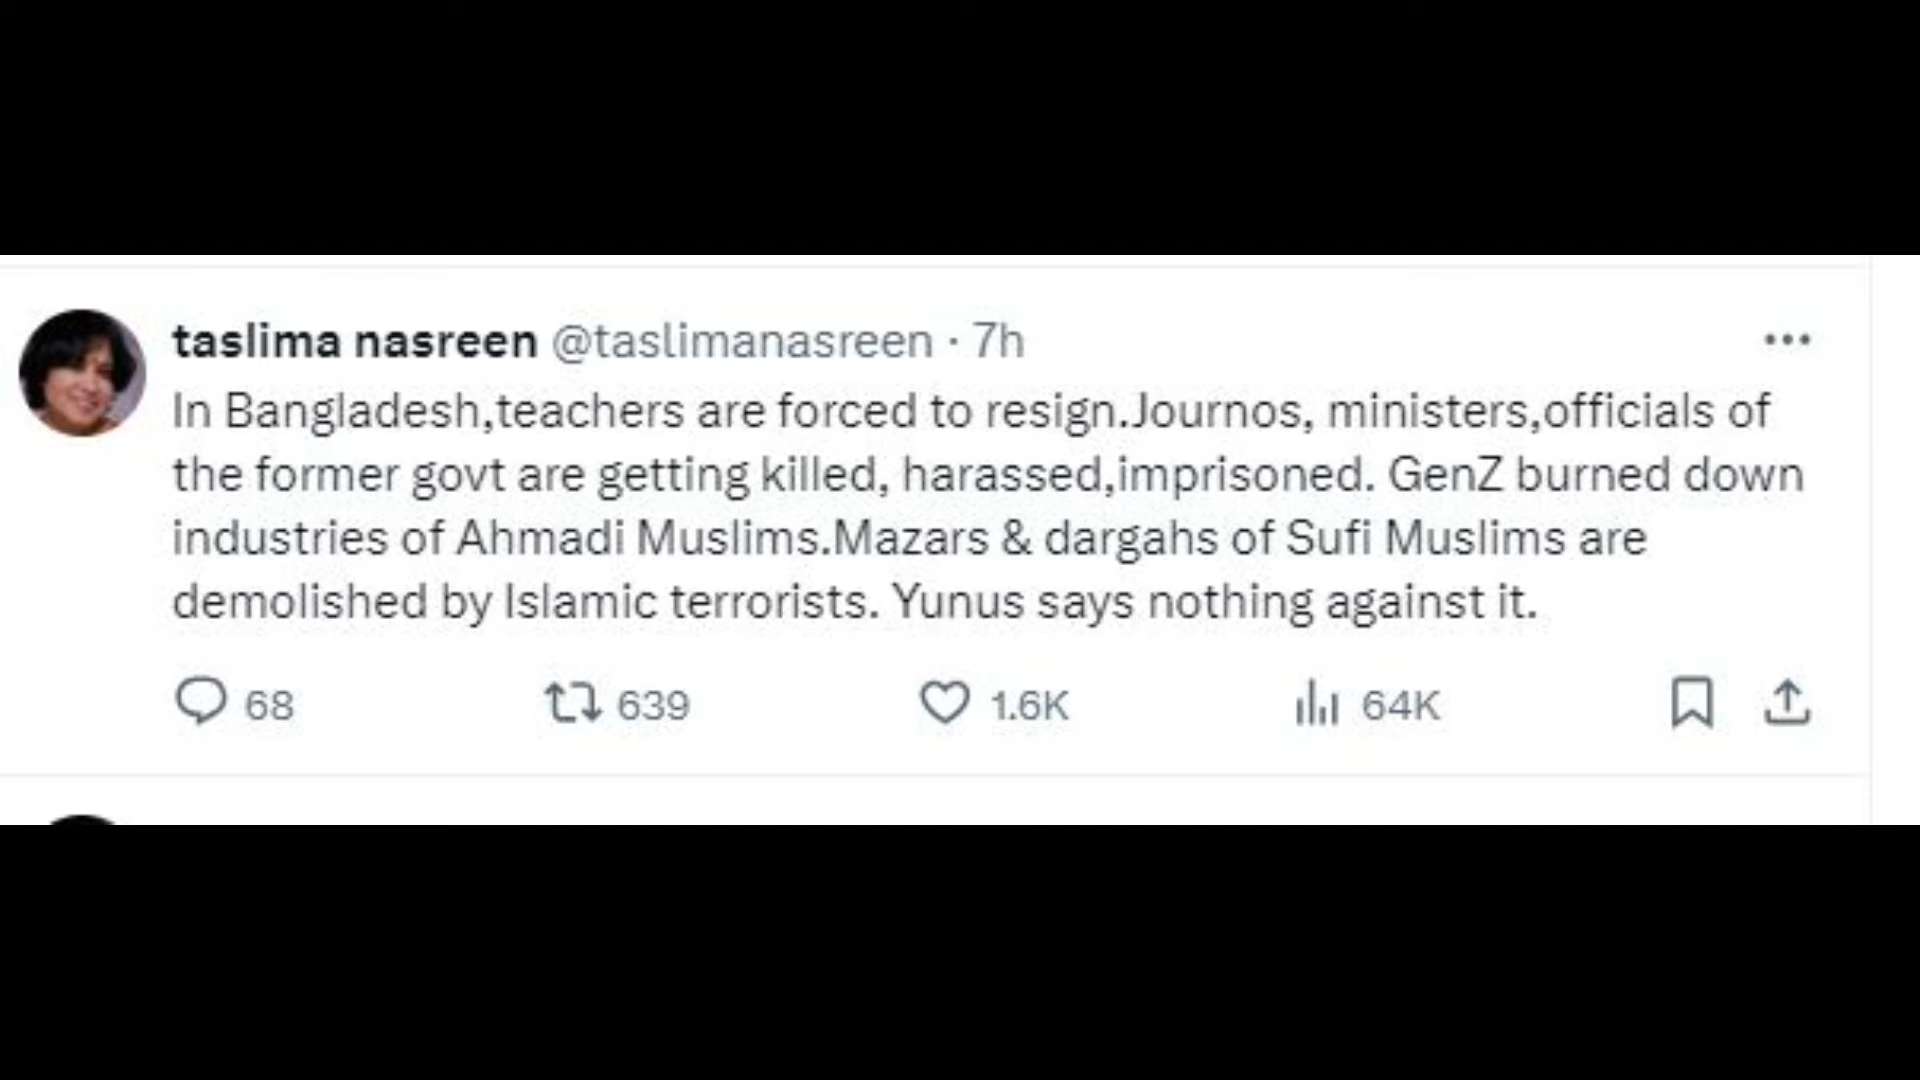 taslima nasreen @taslimanasreen · 7h
In Bangladesh,teachers are forced to resign.Journos, ministers,officials of
the former govt are getting killed, harassed,imprisoned. GenZ burned down
industries of Ahmadi Muslims.Mazars & dargahs of Sufi Muslims are
demolished by Islamic terrorists. Yunus says nothing against it.
68 639 1.6K 64K